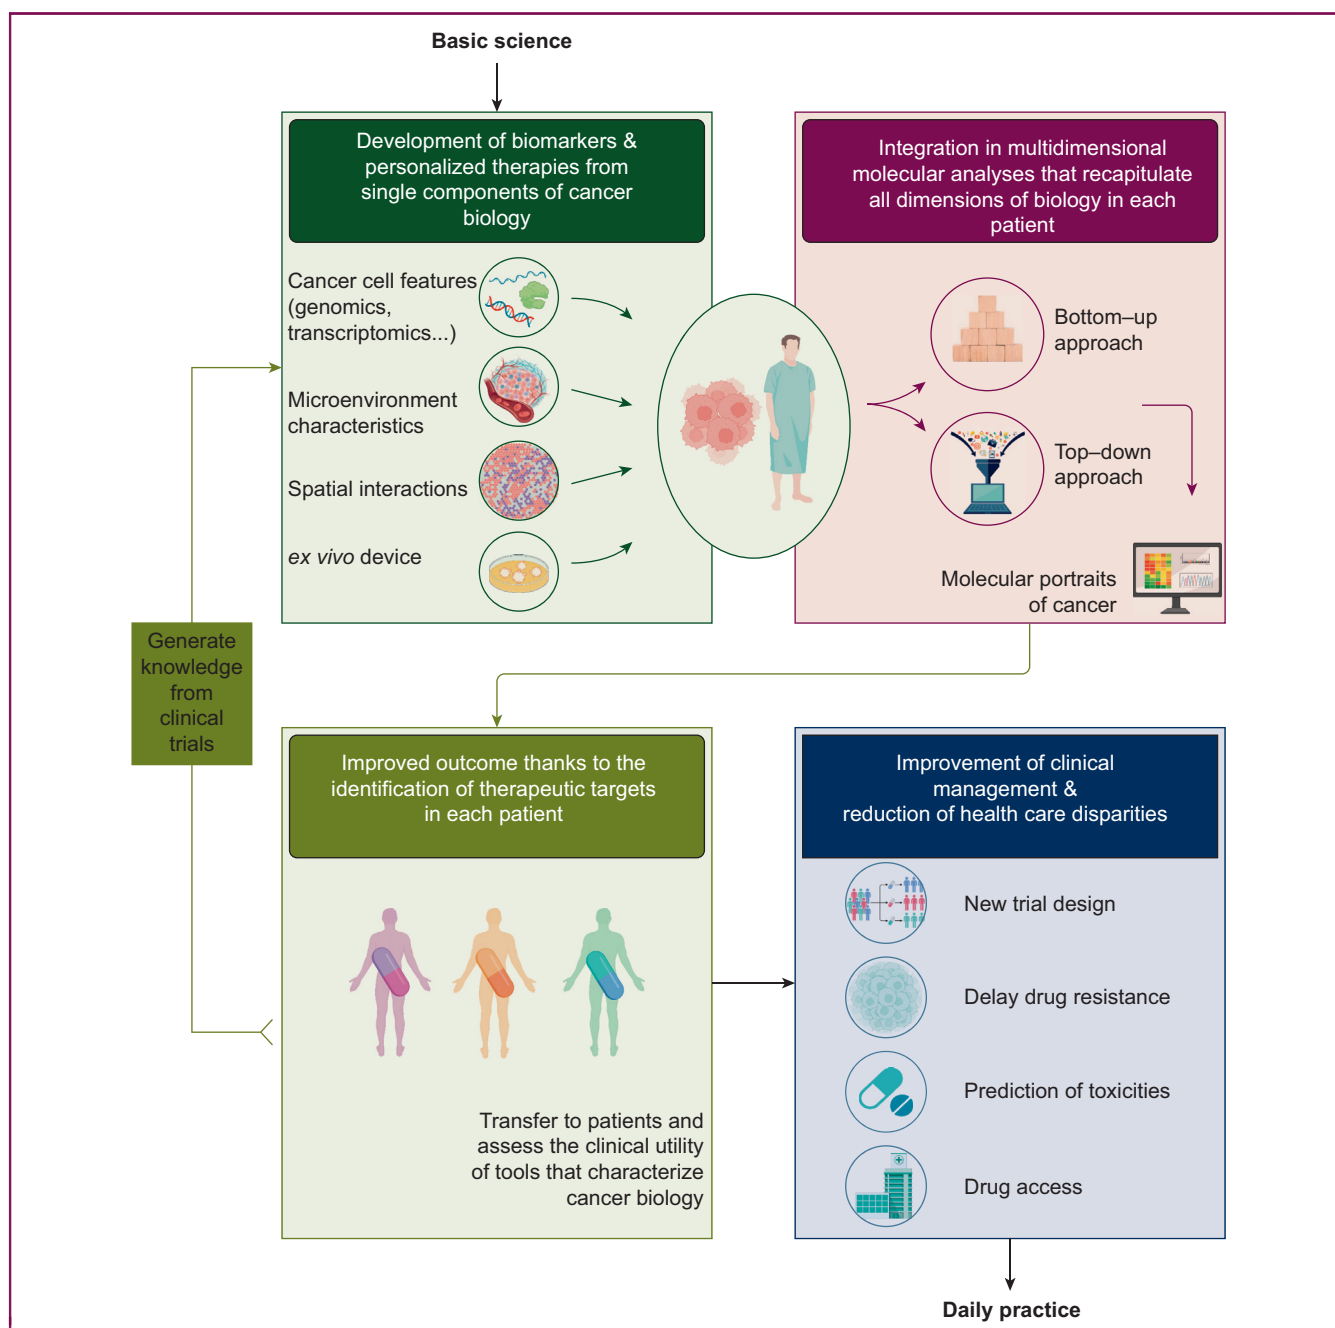 Basic science
Development of biomarkers &
personalized therapies from
single components of cancer
biology
Cancer cell features
(genomics,
transcriptomics...)
Microenvironment
characteristics
Spatial interactions
ex vivo device
Integration in multidimensional
molecular analyses that recapitulate
all dimensions of biology in each
patient
Bottom–up
approach
Top–down
approach
Molecular portraits
of cancer
Generate
knowledge
from
clinical
trials
Improved outcome thanks to the
identification of therapeutic targets
in each patient
Transfer to patients and
assess the clinical utility
of tools that characterize
cancer biology
Improvement of clinical
management &
reduction of health care disparities
New trial design
Delay drug resistance
Prediction of toxicities
Drug access
Daily practice